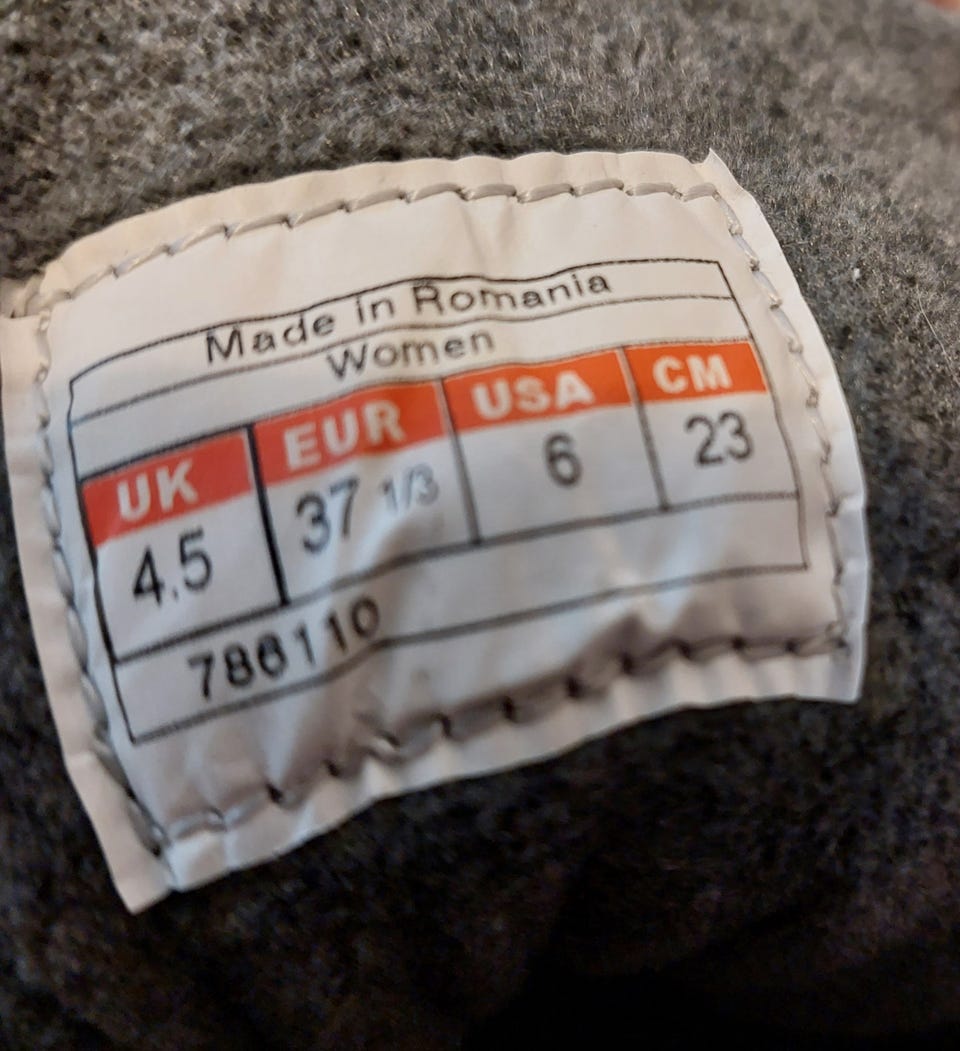 Made in Romania
Women
UK EUR USA CM
4.5 37 1/3 6 23
786110